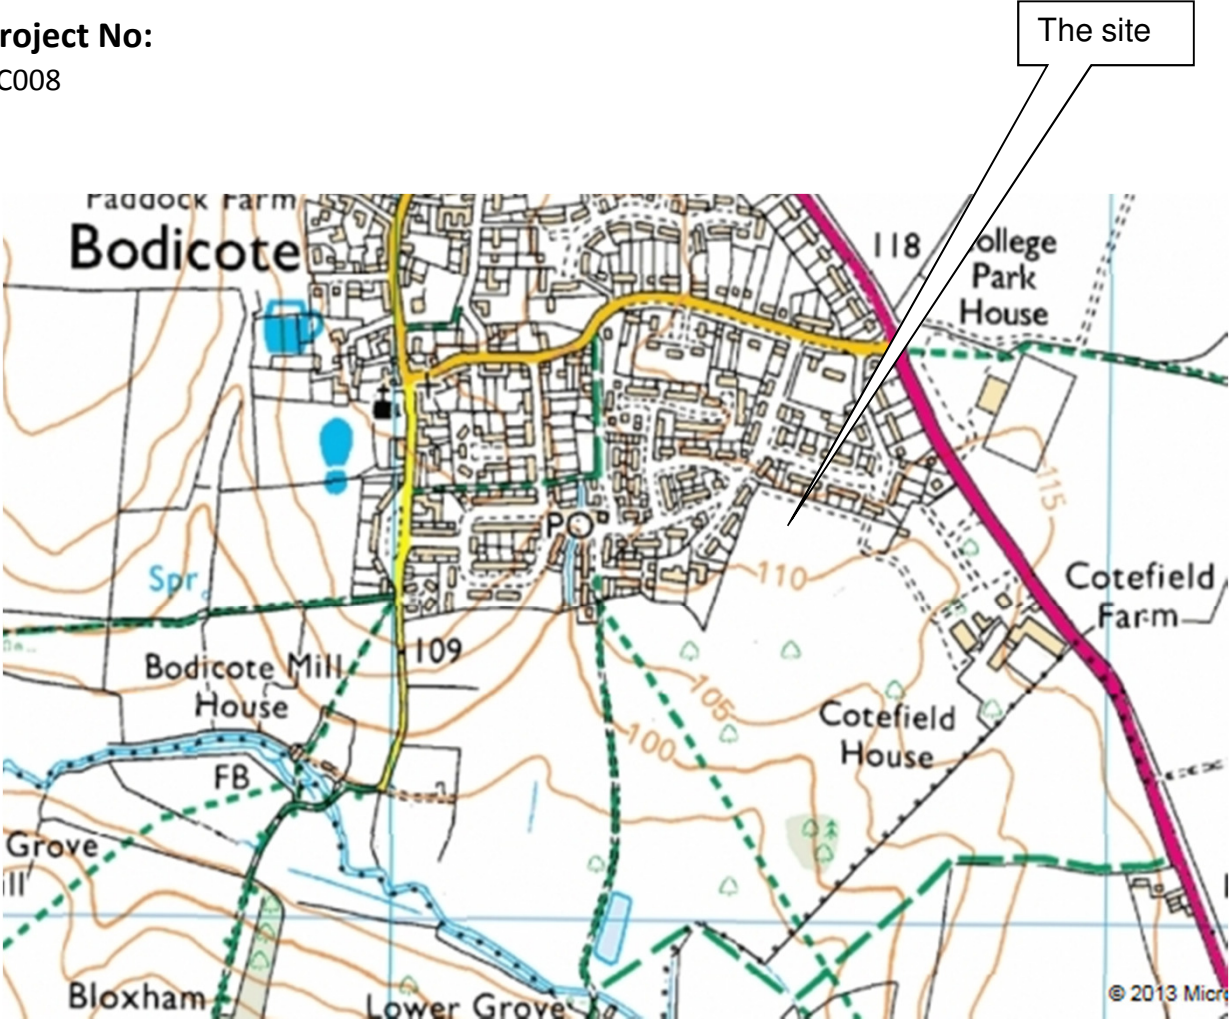 roject No:
C008
The site
Paddock Farm
Bodicote
118
ollege
Park
House
115
PO
110
Spr
Cotefield
Farm
109
Bodicote Mill
House
105
Cotefield
House
100
FB
Grove
ill
Bloxham
Lower Grove
© 2013 Micr